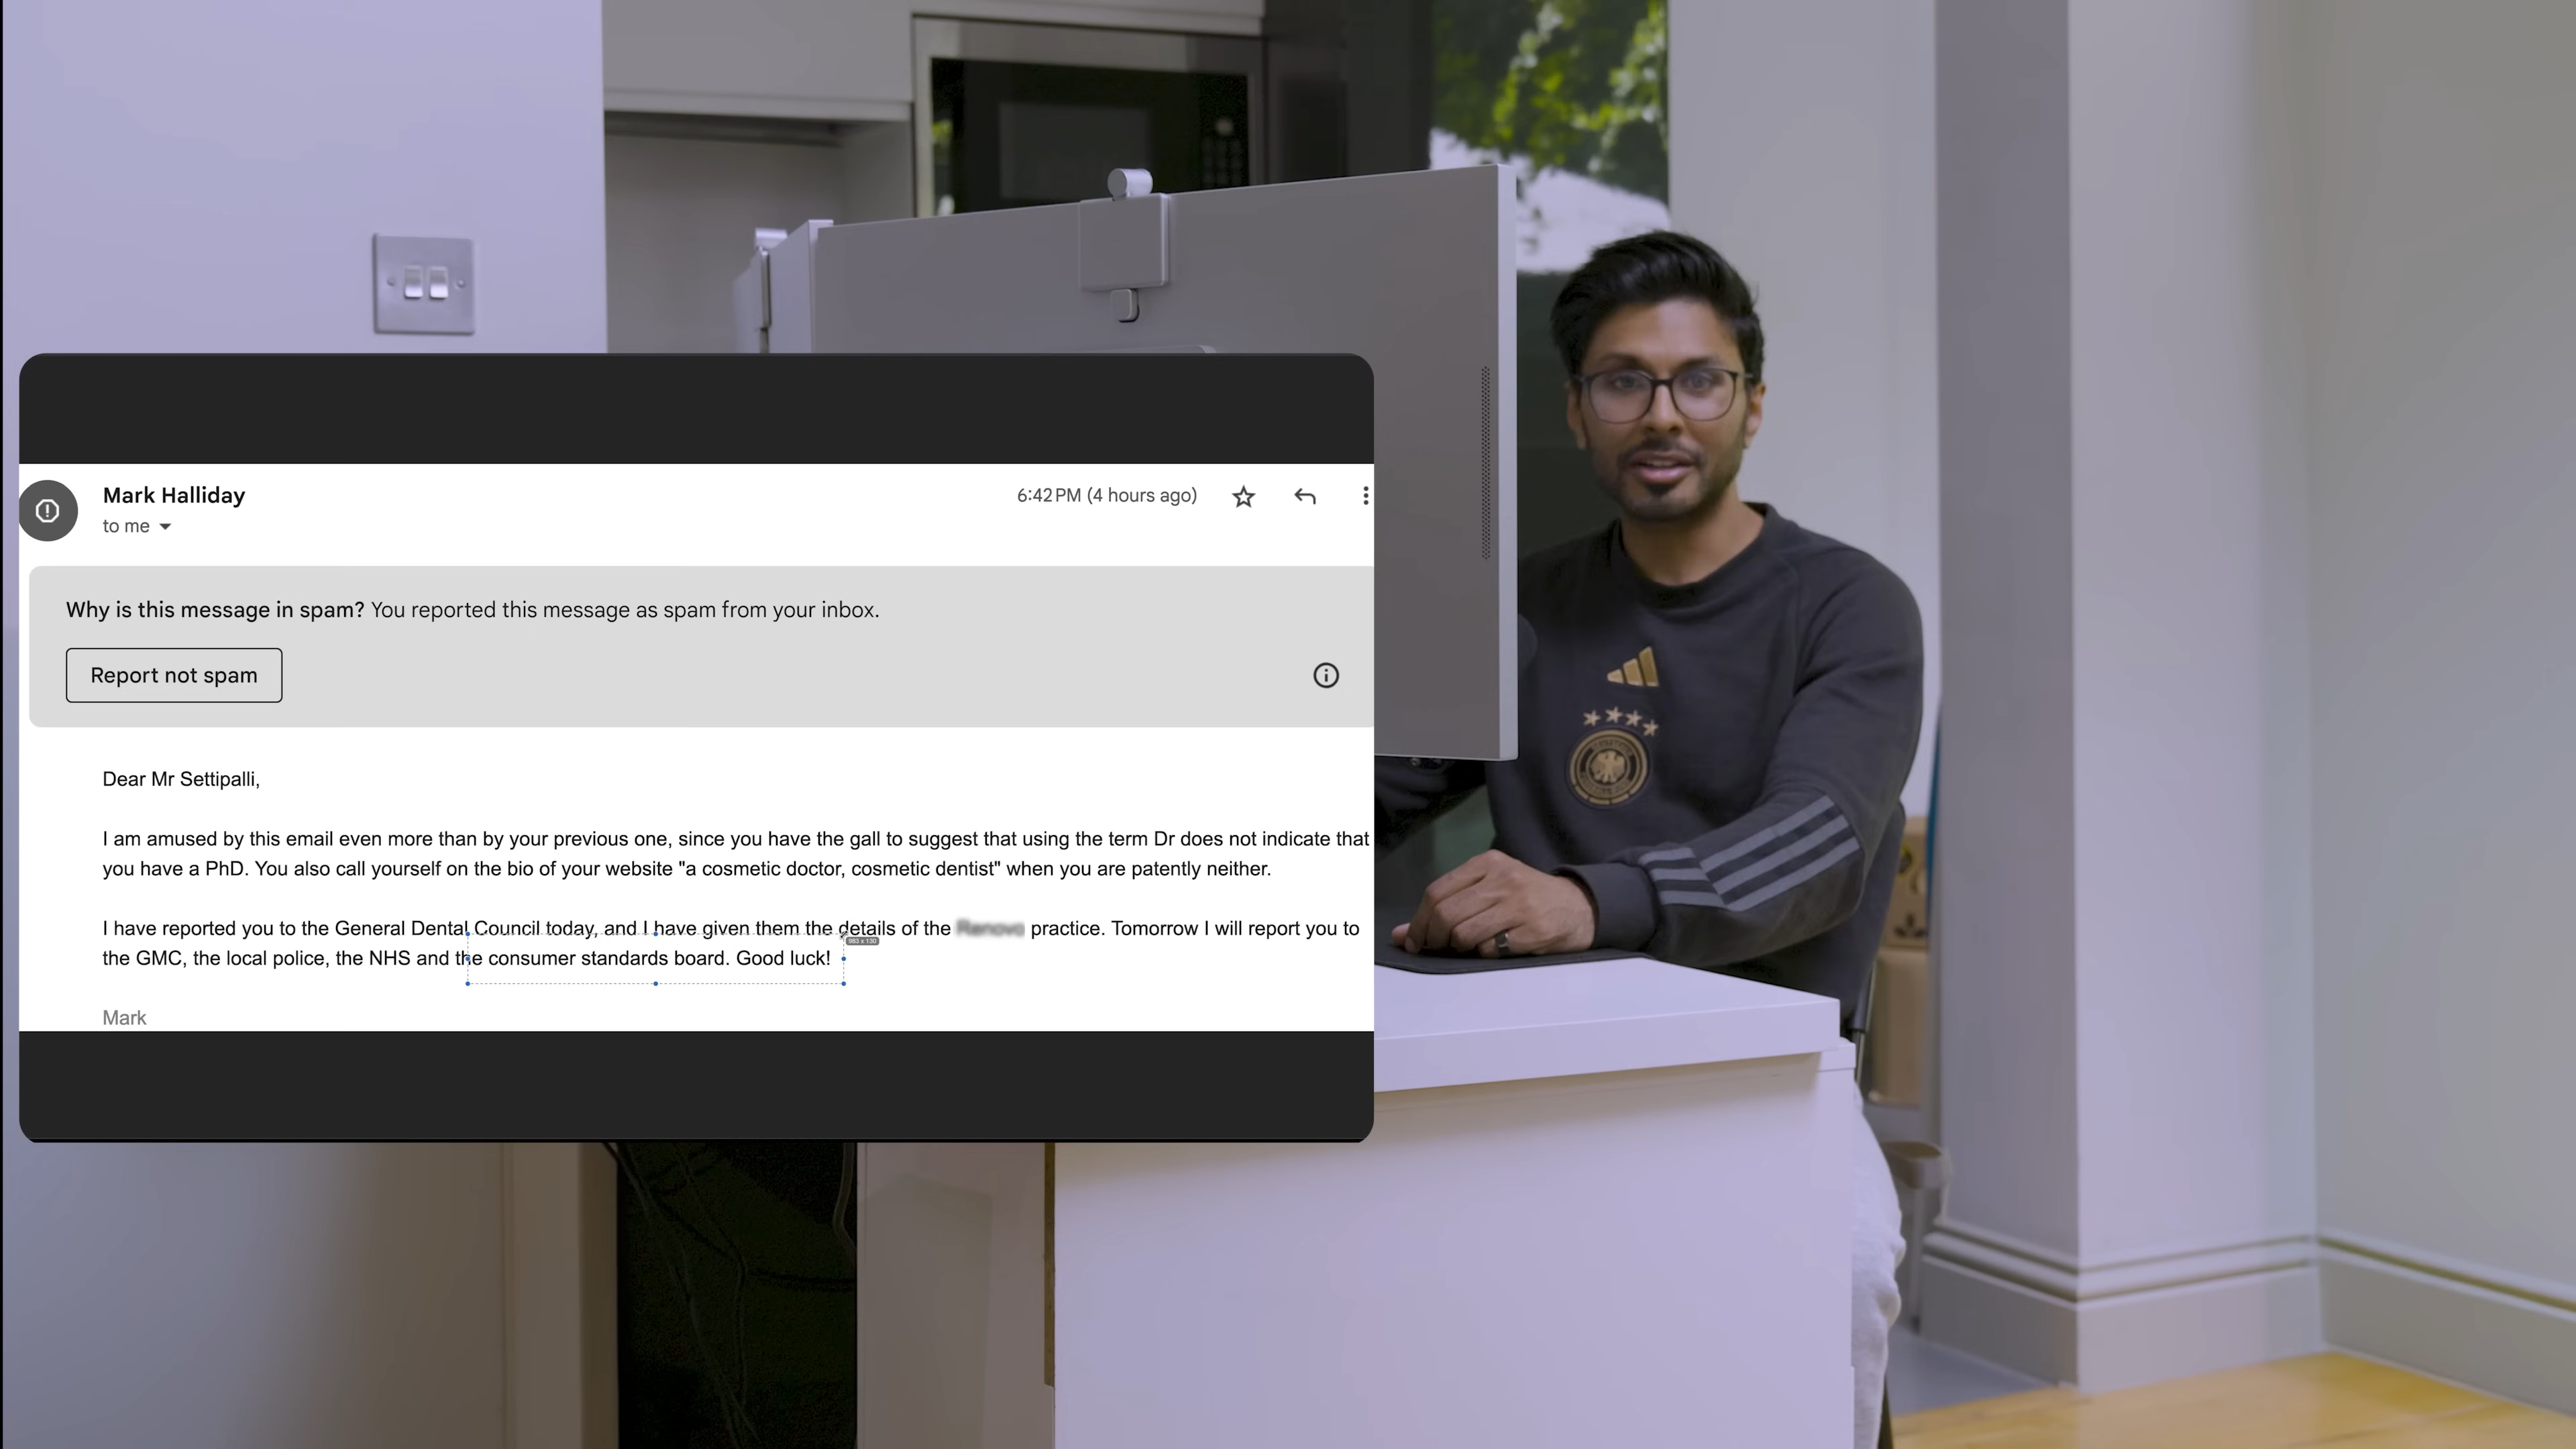 Mark Halliday
6:42 PM (4 hours ago)
to me
Why is this message in spam? You reported this message as spam from your inbox.
Report not spam
Dear Mr Settipalli,
I am amused by this email even more than by your previous one, since you have the gall to suggest that using the term Dr does not indicate that
you have a PhD. You also call yourself on the bio of your website "a cosmetic doctor, cosmetic dentist" when you are patently neither.
I have reported you to the General Dental Council today, and I have given them the details of the practice. Tomorrow I will report you to
the GMC, the local police, the NHS and the consumer standards board. Good luck!
Mark